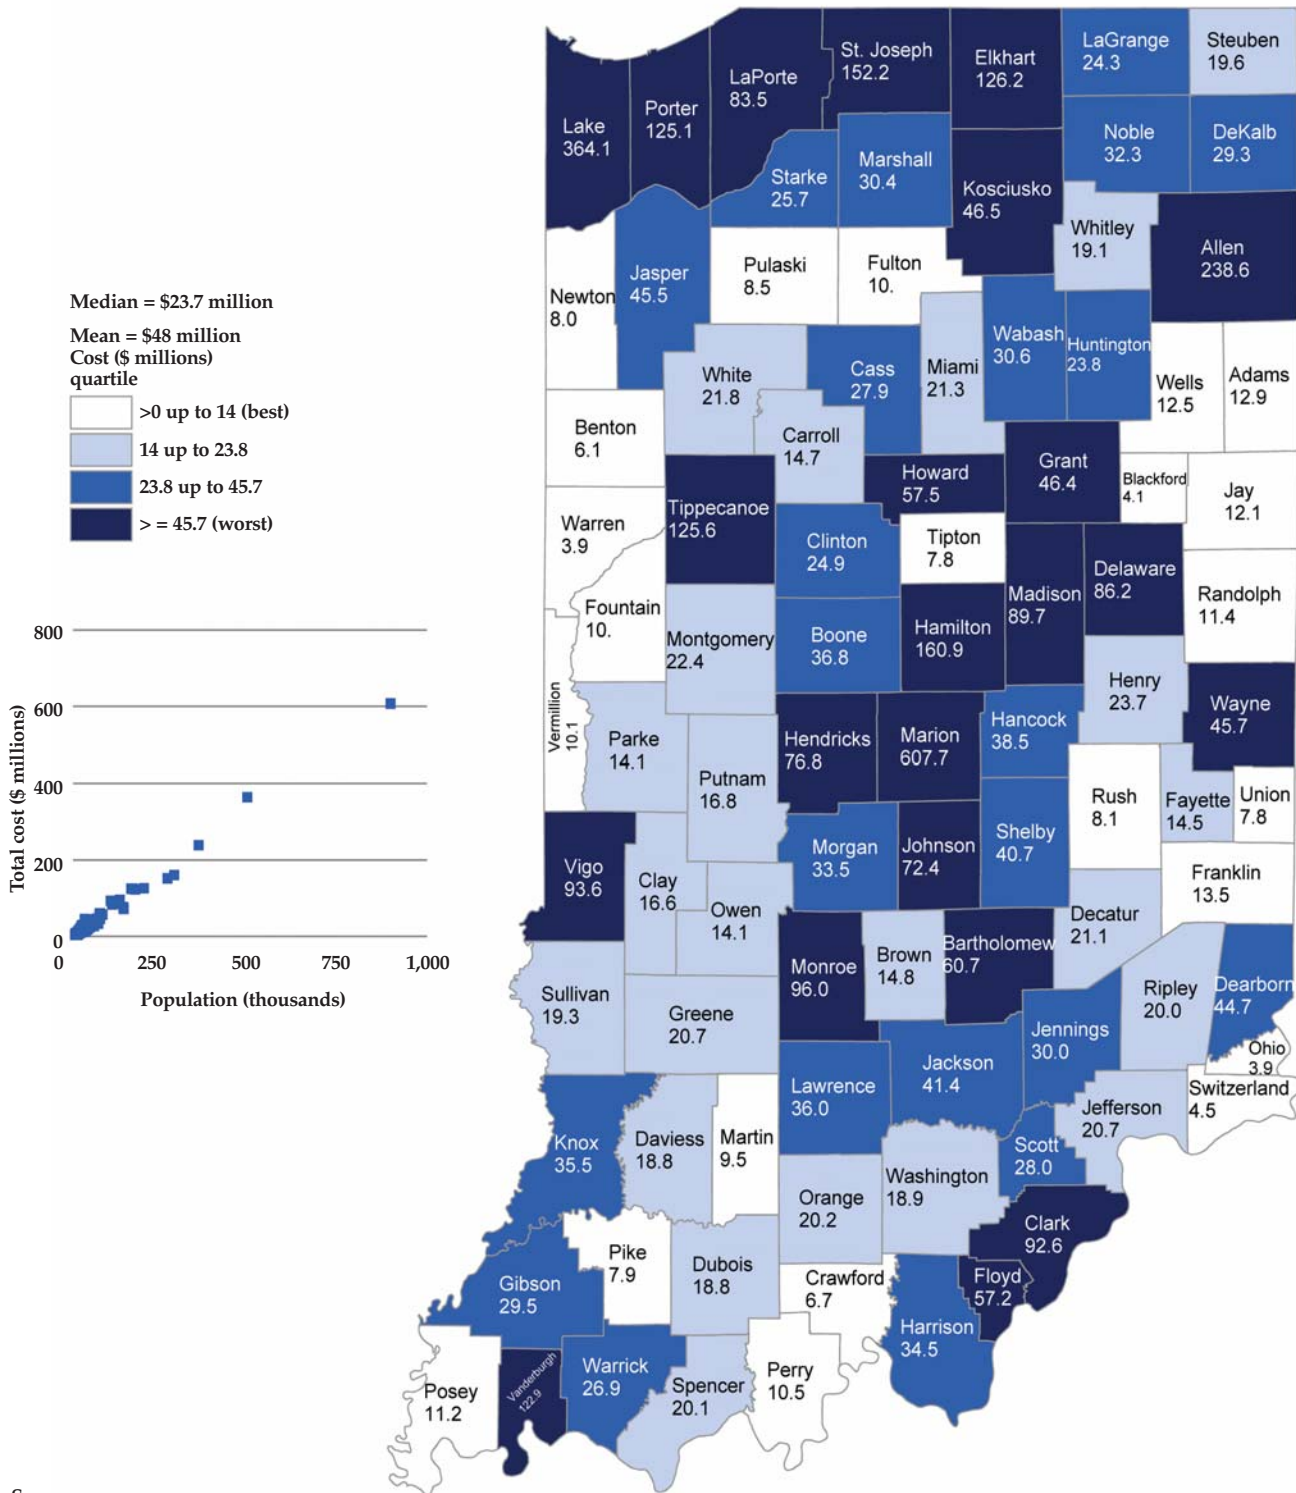 Median = $23.7 million
Mean = $48 million
Cost ($ millions)
quartile
>0 up to 14 (best)
14 up to 23.8
23.8 up to 45.7
> = 45.7 (worst)
Total cost ($ millions)
800
600
400
200
0
0 250 500 750 1,000
Population (thousands)
Lake
364.1
Porter
125.1
LaPorte
83.5
St. Joseph
152.2
Elkhart
126.2
LaGrange
24.3
Steuben
19.6
Noble
32.3
DeKalb
29.3
Starke
25.7
Marshall
30.4
Kosciusko
46.5
Whitley
19.1
Allen
238.6
Newton
8.0
Jasper
45.5
Pulaski
8.5
Fulton
10.
White
21.8
Cass
27.9
Miami
21.3
Wabash
30.6
Huntington
23.8
Wells
12.5
Adams
12.9
Benton
6.1
Carroll
14.7
Howard
57.5
Grant
46.4
Blackford
4.1
Jay
12.1
Warren
3.9
Tippecanoe
125.6
Clinton
24.9
Tipton
7.8
Madison
89.7
Delaware
86.2
Randolph
11.4
Fountain
10.
Montgomery
22.4
Boone
36.8
Hamilton
160.9
Henry
23.7
Wayne
45.7
Vermillion
10.1
Parke
14.1
Putnam
16.8
Hendricks
76.8
Marion
607.7
Hancock
38.5
Rush
8.1
Fayette
14.5
Union
7.8
Vigo
93.6
Clay
16.6
Owen
14.1
Morgan
33.5
Johnson
72.4
Shelby
40.7
Franklin
13.5
Decatur
21.1
Sullivan
19.3
Greene
20.7
Monroe
96.0
Brown
14.8
Bartholomew
60.7
Jennings
30.0
Ripley
20.0
Dearborn
44.7
Ohio
3.9
Switzerland
4.5
Knox
35.5
Daviess
18.8
Martin
9.5
Lawrence
36.0
Jackson
41.4
Jefferson
20.7
Scott
28.0
Washington
18.9
Orange
20.2
Clark
92.6
Floyd
57.2
Gibson
29.5
Pike
7.9
Dubois
18.8
Crawford
6.7
Harrison
34.5
Posey
11.2
Vanderburgh
122.9
Warrick
26.9
Spencer
20.1
Perry
10.5